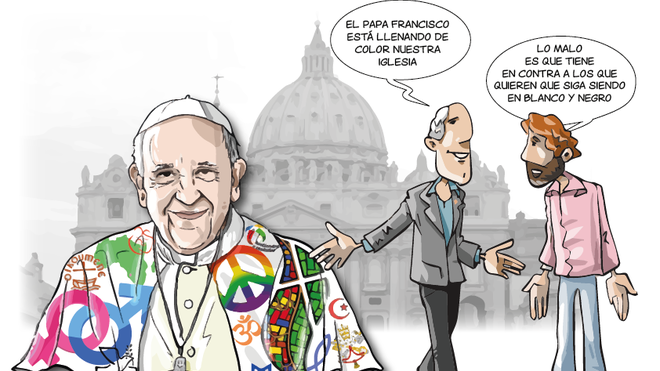 EL PAPA FRANCISCO
ESTÁ LLENANDO DE
COLOR NUESTRA
IGLESIA
LO MALO
ES QUE TIENE
EN CONTRA A LOS QUE
QUIEREN QUE SIGA SIENDO
EN BLANCO Y NEGRO
OIKOUMENE
ॐ